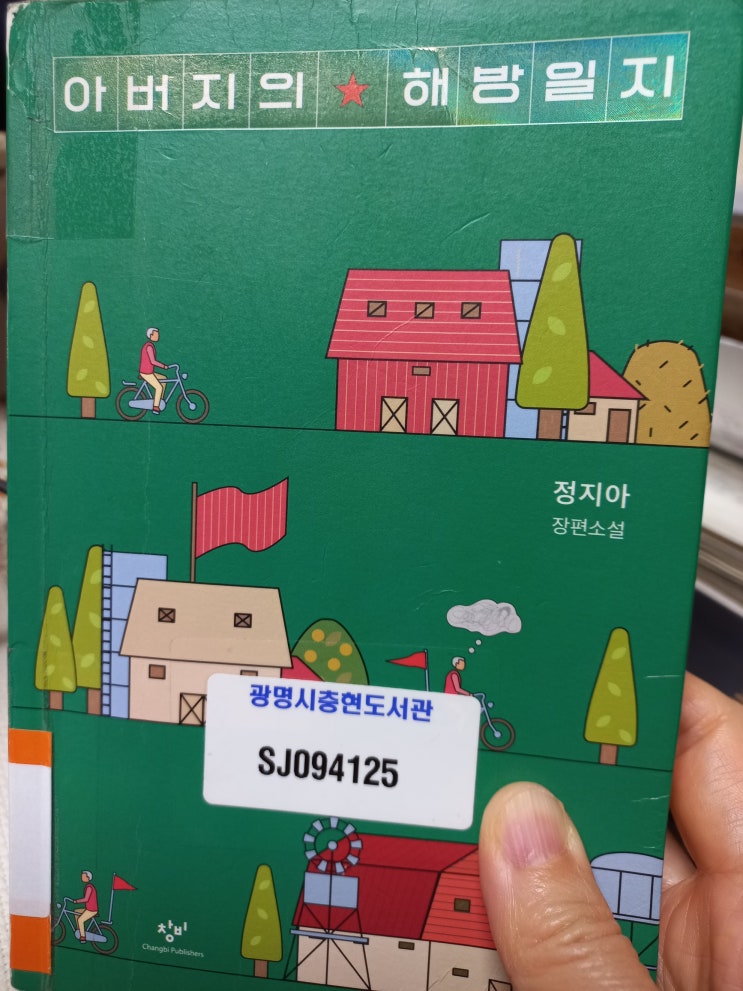 아버지의★해방일지
정지아
장편소설
광명시충현도서관
SJ094125
창비
Changbi Publishers